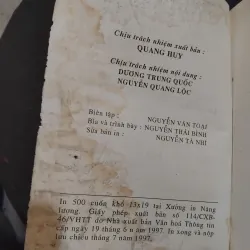 Chịu trách nhiệm xuất bản :
QUANG HUY
Chịu trách nhiệm nội dung :
DƯƠNG TRUNG QUỐC
NGUYỄN QUANG LỘC
Biên tập : NGUYỄN VĂN TOẠI
Bìa và trình bày : NGUYỄN THÁI BÌNH
Sửa bản in : NGUYỄN TẠ NHÍ
In 500 cuốn khổ 13x19 tại Xưởng in Năng
lượng. Giấy phép xuất bản số 114/CXB-
46/VHTT do Nhà xuất bản Văn hoá Thông tin
cấp ngày 19 tháng 6 năm 1997. In xong và nộp
lưu chiểu tháng 7 năm 1997.